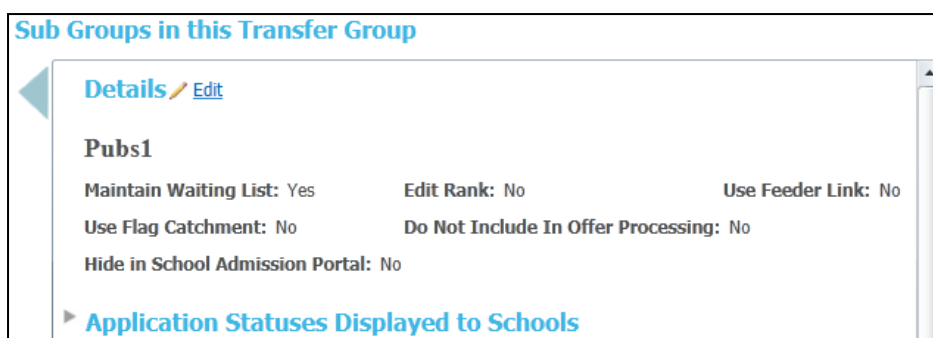 Sub Groups in this Transfer Group
Details Edit
Pubs1
Maintain Waiting List: Yes Edit Rank: No Use Feeder Link: No
Use Flag Catchment: No Do Not Include In Offer Processing: No
Hide in School Admission Portal: No
Application Statuses Displayed to Schools